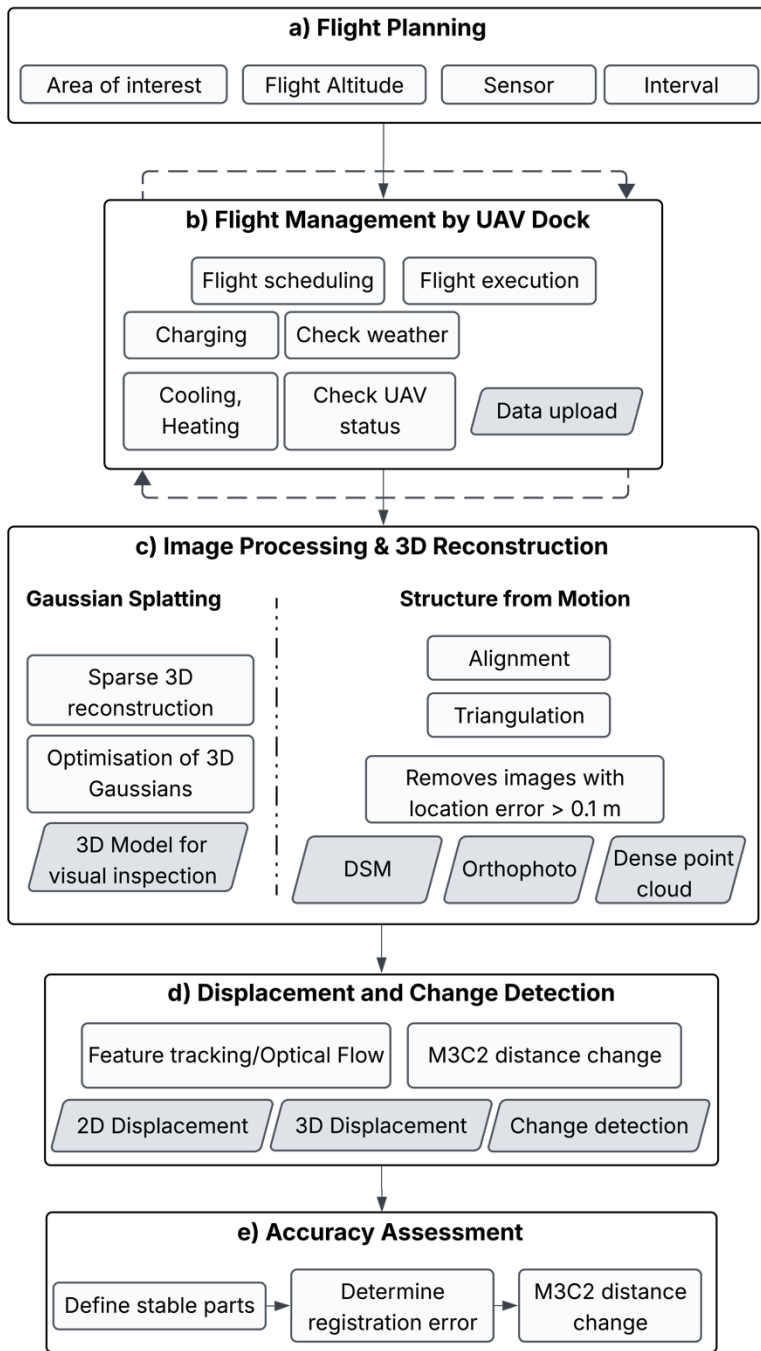 a) Flight Planning
Area of interest
Flight Altitude
Sensor
Interval
b) Flight Management by UAV Dock
Flight scheduling
Flight execution
Charging
Check weather
Cooling,
Heating
Check UAV
status
Data upload
c) Image Processing & 3D Reconstruction
Gaussian Splatting
Sparse 3D
reconstruction
Optimisation of 3D
Gaussians
3D Model for
visual inspection
Structure from Motion
Alignment
Triangulation
Removes images with
location error > 0.1 m
DSM
Orthophoto
Dense point
cloud
d) Displacement and Change Detection
Feature tracking/Optical Flow
M3C2 distance change
2D Displacement
3D Displacement
Change detection
e) Accuracy Assessment
Define stable parts
Determine
registration error
M3C2 distance
change